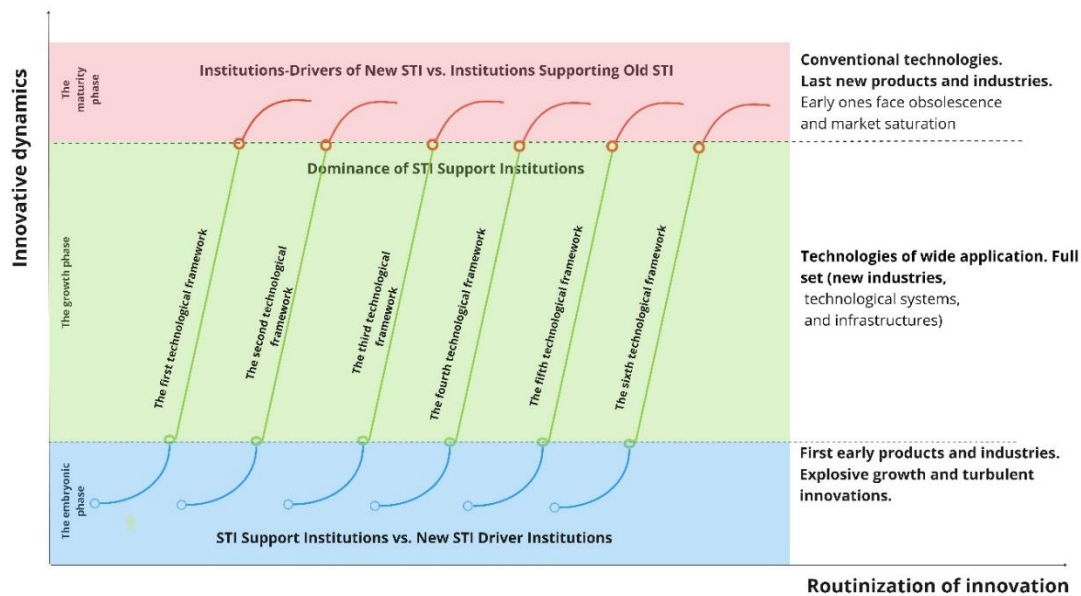 Innovative dynamics
The
maturity
phase
Institutions-Drivers of New STI vs. Institutions Supporting Old STI
Conventional technologies.
Last new products and industries.
Early ones face obsolescence
and market saturation
Dominance of STI Support Institutions
The growth phase
The first technological framework
The second technological
framework
The third technological
framework
The fourth technological framework
The fifth technological framework
The sixth technological framework
Technologies of wide application. Full
set (new industries,
technological systems,
and infrastructures)
The embryonic
phase
STI Support Institutions vs. New STI Driver Institutions
First early products and industries.
Explosive growth and turbulent
innovations.
Routinization of innovation